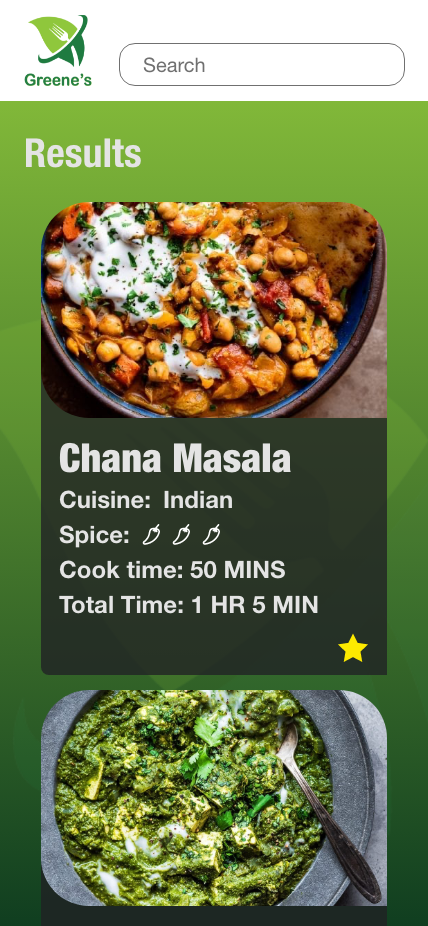 Greene's
Search
Results
Chana Masala
Cuisine: Indian
Spice:
Cook time: 50 MINS
Total Time: 1 HR 5 MIN